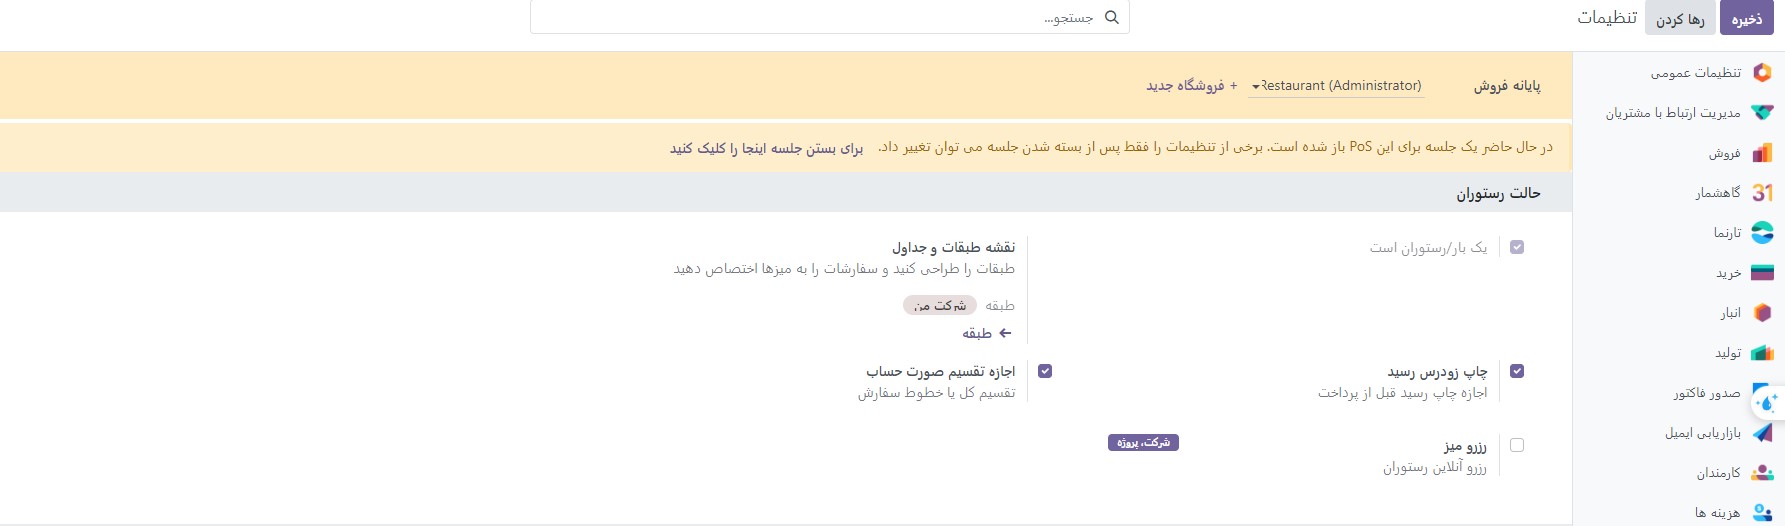 ذخیره
رها کردن
تنظیمات
جستجو...
تنظیمات عمومی
مدیریت ارتباط با مشتریان
فروش
31 گاهشمار
تارنما
خرید
انبار
تولید
صدور فاکتور
بازاریابی ایمیل
کارمندان
هزینه ها
پایانه فروش
Restaurant (Administrator)
+ فروشگاه جدید
در حال حاضر یک جلسه برای این PoS باز شده است. برخی از تنظیمات را فقط پس از بسته شدن جلسه می توان تغییر داد. برای بستن جلسه اینجا را کلیک کنید
حالت رستوران
یک بار/رستوران است
نقشه طبقات و جداول
طبقات را طراحی کنید و سفارشات را به میزها اختصاص دهید
طبقه شرکت من
← طبقه
چاپ زودرس رسید
اجازه چاپ رسید قبل از پرداخت
اجازه تقسیم صورت حساب
تقسیم کل یا خطوط سفارش
رزرو میز
شرکت، پروژه
رزرو آنلاین رستوران